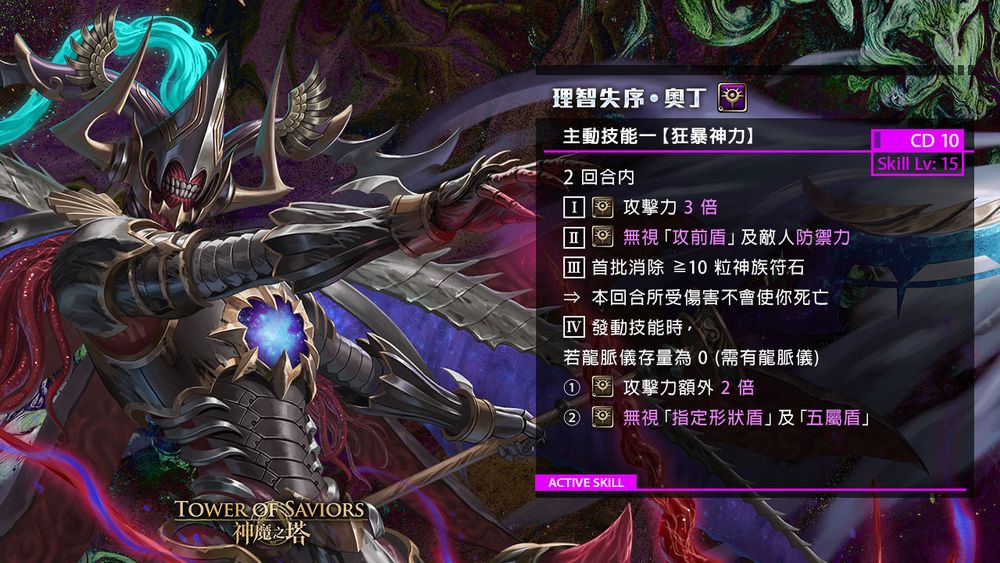 理智失序•奧丁
主動技能一【狂暴神力】
CD 10
Skill Lv: 15
2 回合內
I 攻擊力 3 倍
II 無視「攻前盾」及敵人防禦力
III 首批消除 ≧10 粒神族符石
⇒ 本回合所受傷害不會使你死亡
IV 發動技能時，
若龍脈儀存量為 0 (需有龍脈儀)
① 攻擊力額外 2 倍
② 無視「指定形狀盾」及「五屬盾」
ACTIVE SKILL
TOWER OF SAVIORS
神魔之塔